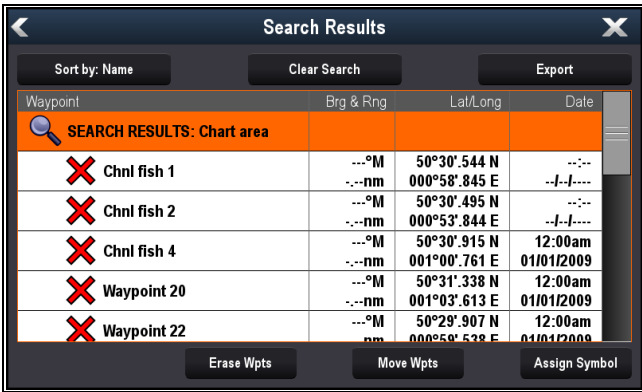 Search Results
Sort by: Name Clear Search Export
Waypoint Brg & Rng Lat/Long Date
SEARCH RESULTS: Chart area
Chnl fish 1 ---°M 50°30'.544 N --:--
-.--nm 000°58'.845 E --/--/----
Chnl fish 2 ---°M 50°30'.495 N --:--
-.--nm 000°53'.844 E --/--/----
Chnl fish 4 ---°M 50°30'.915 N 12:00am
-.--nm 001°00'.761 E 01/01/2009
Waypoint 20 ---°M 50°31'.338 N 12:00am
-.--nm 001°03'.613 E 01/01/2009
Waypoint 22 ---°M 50°29'.907 N 12:00am
-.--nm 000°59'.538 E 01/01/2009
Erase Wpts Move Wpts Assign Symbol